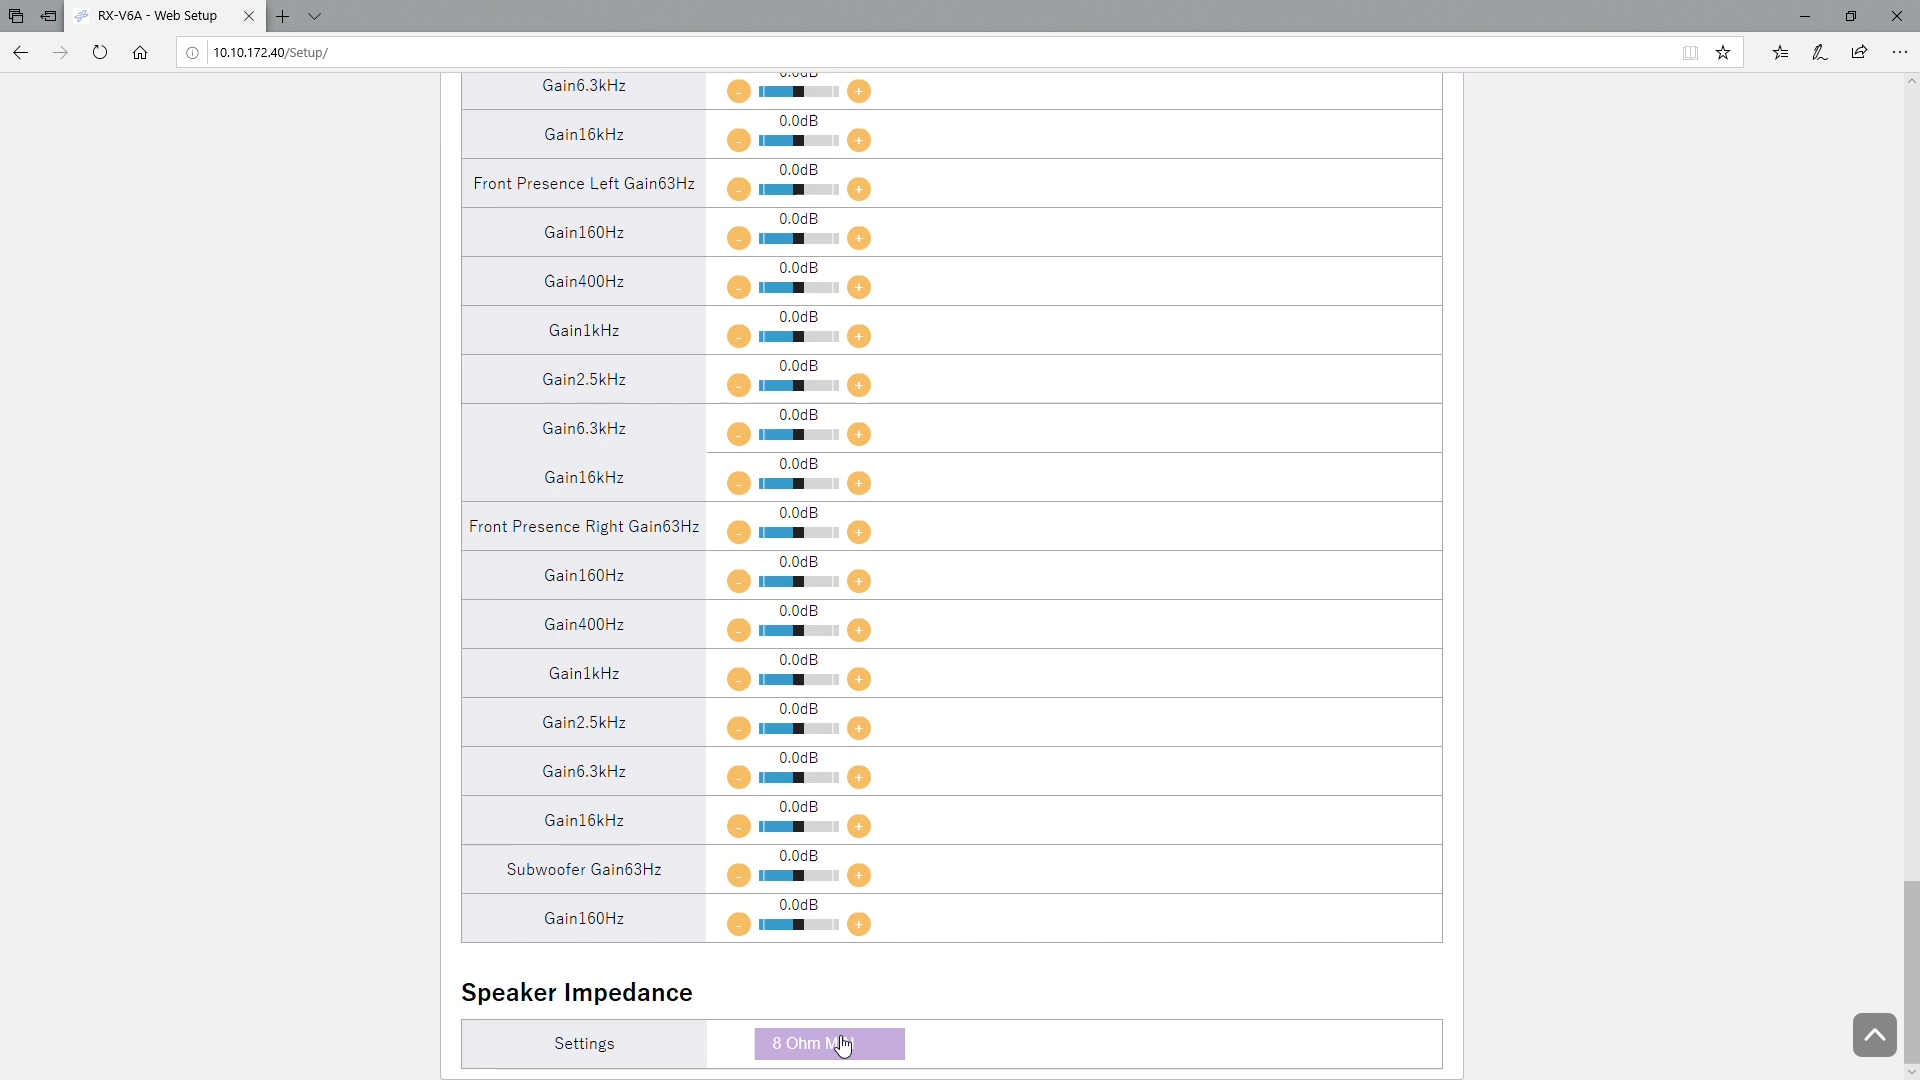 RX-V6A - Web Setup
10.10.172.40/Setup/
Gain6.3kHz 0.0dB - +
Gain16kHz 0.0dB - +
Front Presence Left Gain63Hz 0.0dB - +
Gain160Hz 0.0dB - +
Gain400Hz 0.0dB - +
Gain1kHz 0.0dB - +
Gain2.5kHz 0.0dB - +
Gain6.3kHz 0.0dB - +
Gain16kHz 0.0dB - +
Front Presence Right Gain63Hz 0.0dB - +
Gain160Hz 0.0dB - +
Gain400Hz 0.0dB - +
Gain1kHz 0.0dB - +
Gain2.5kHz 0.0dB - +
Gain6.3kHz 0.0dB - +
Gain16kHz 0.0dB - +
Subwoofer Gain63Hz 0.0dB - +
Gain160Hz 0.0dB - +
Speaker Impedance
Settings 8 Ohm